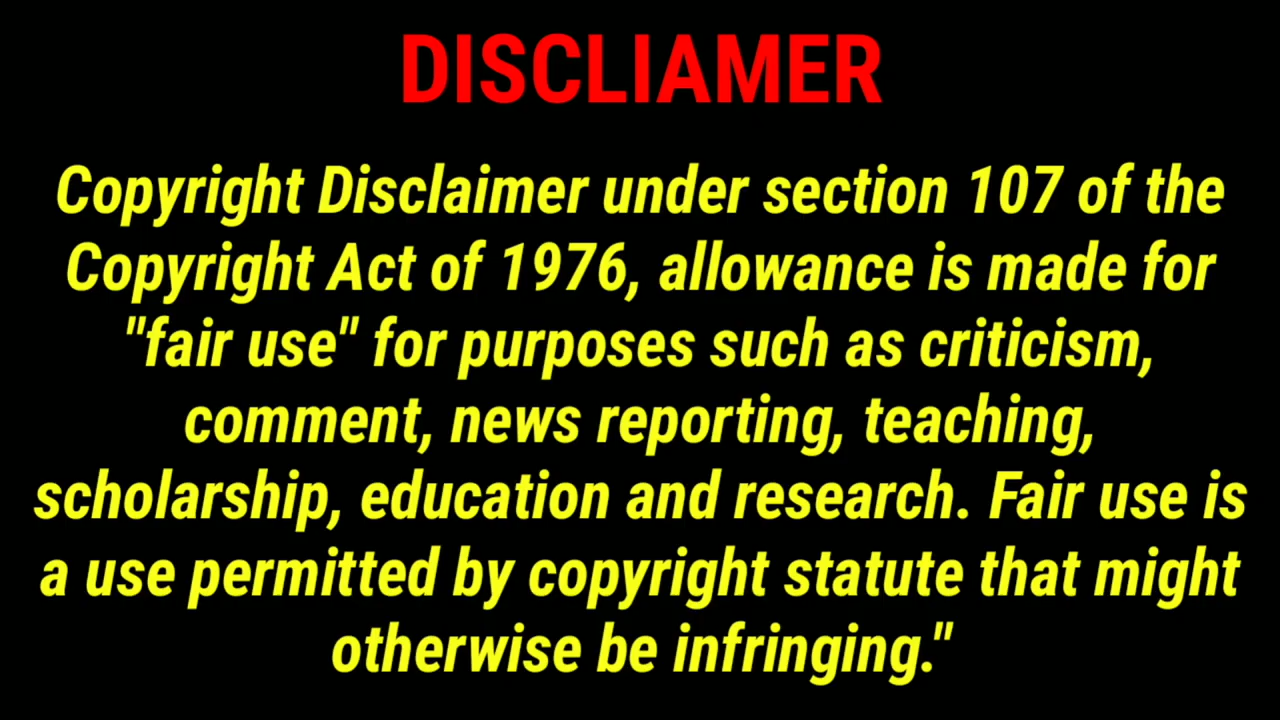 DISCLIAMER
Copyright Disclaimer under section 107 of the
Copyright Act of 1976, allowance is made for
"fair use" for purposes such as criticism,
comment, news reporting, teaching,
scholarship, education and research. Fair use is
a use permitted by copyright statute that might
otherwise be infringing."